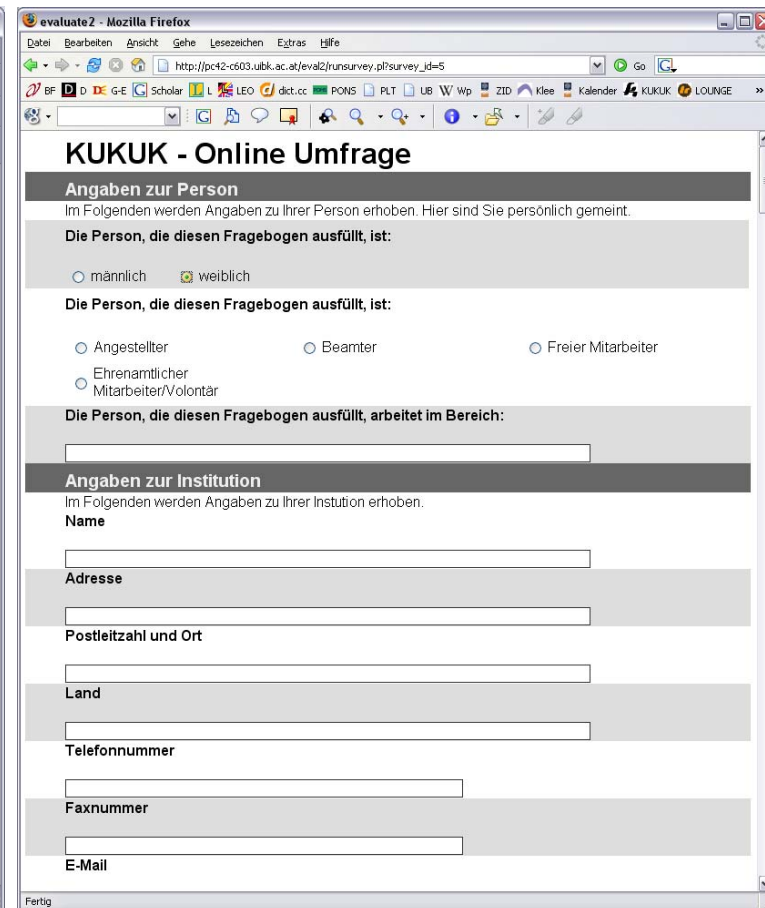 evaluate2 - Mozilla Firefox
Datei Bearbeiten Ansicht Gehe Lesezeichen Extras Hilfe
http://pc42-c603.uibk.ac.at/eval2/runsurvey.pl?survey_id=5 Go G
BF D D G-E Scholar L LEO dict.cc PONS PLT UB Wp ZID Klee Kalender KUKUK LOUNGE »
KUKUK - Online Umfrage
Angaben zur Person
Im Folgenden werden Angaben zu Ihrer Person erhoben. Hier sind Sie persönlich gemeint.
Die Person, die diesen Fragebogen ausfüllt, ist:
männlich weiblich
Die Person, die diesen Fragebogen ausfüllt, ist:
Angestellter Beamter Freier Mitarbeiter
Ehrenamtlicher
Mitarbeiter/Volontär
Die Person, die diesen Fragebogen ausfüllt, arbeitet im Bereich:
Angaben zur Institution
Im Folgenden werden Angaben zu Ihrer Instution erhoben.
Name
Adresse
Postleitzahl und Ort
Land
Telefonnummer
Faxnummer
E-Mail
Fertig